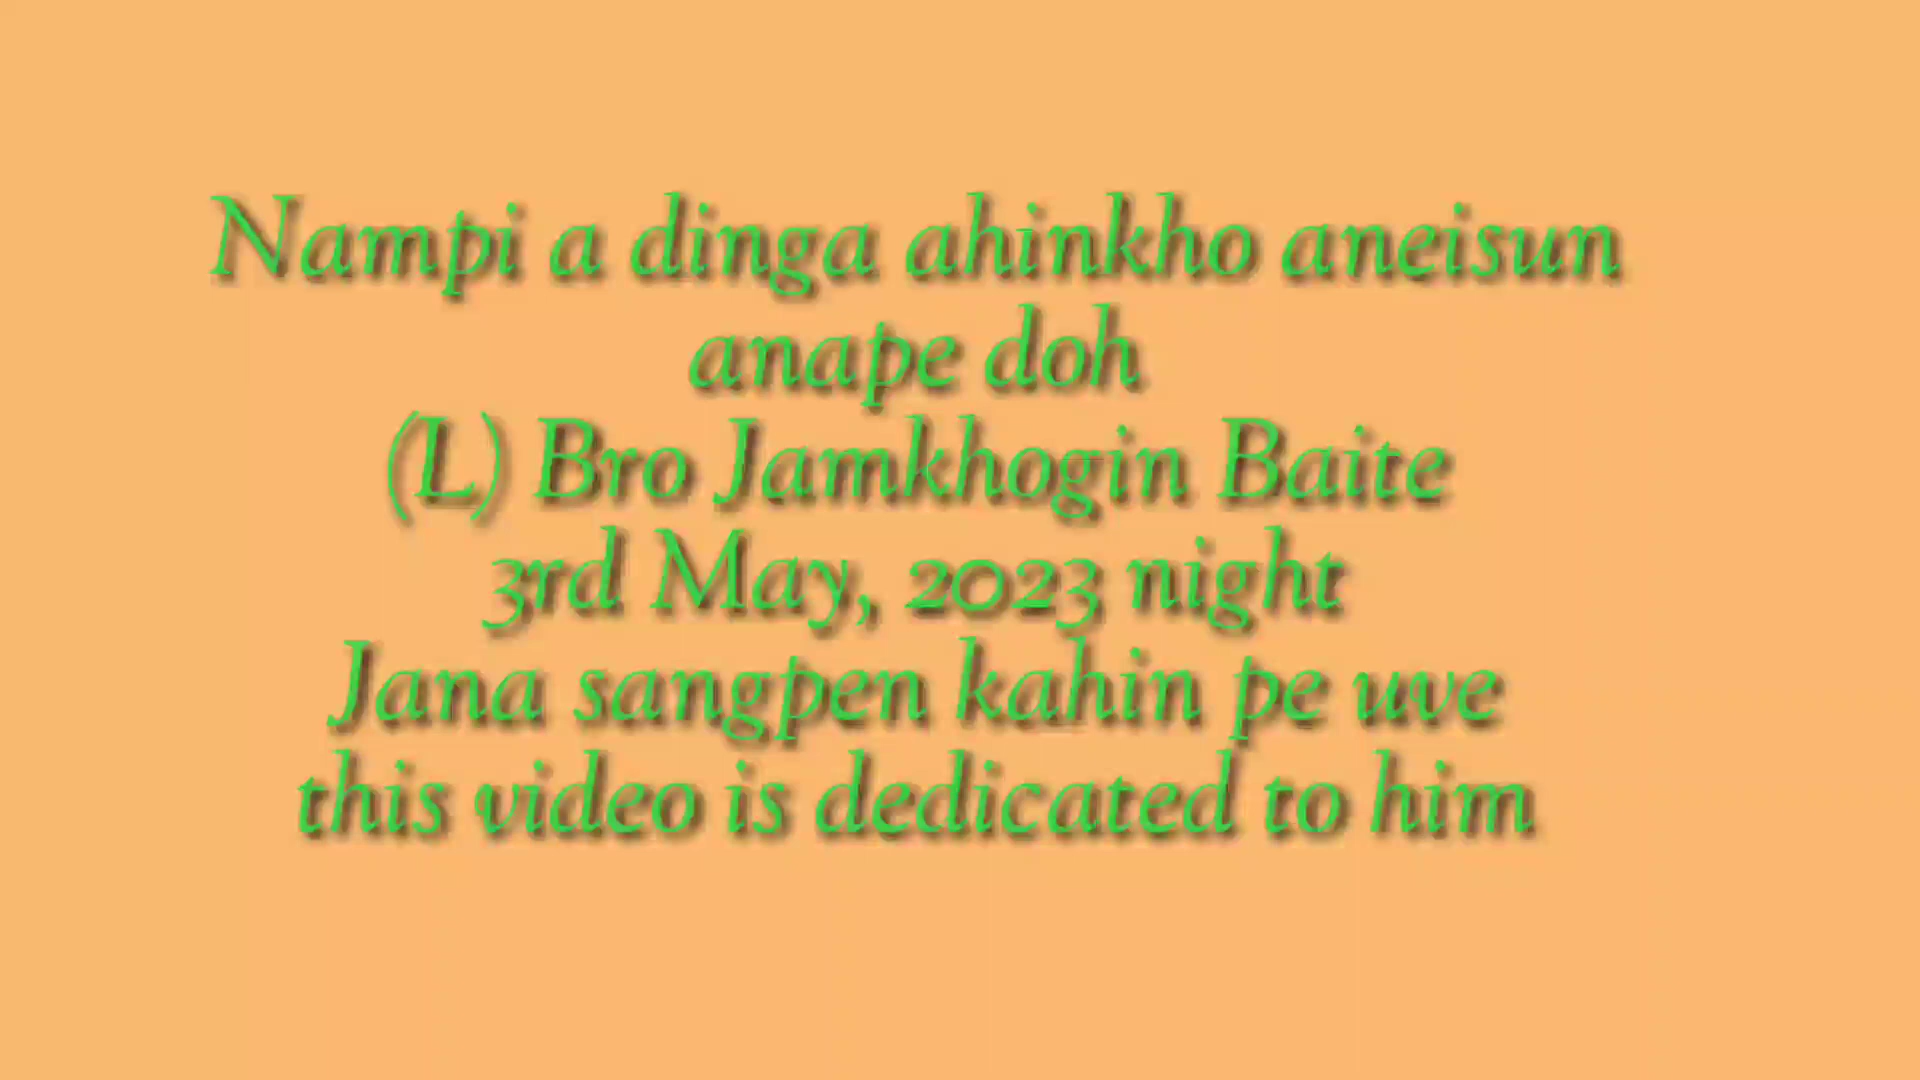 Nampi a dinga ahinkho aneisun
anape doh
(L) Bro Jamkhogin Baite
3rd May, 2023 night
Jana sangpen kahin pe uve
this video is dedicated to him